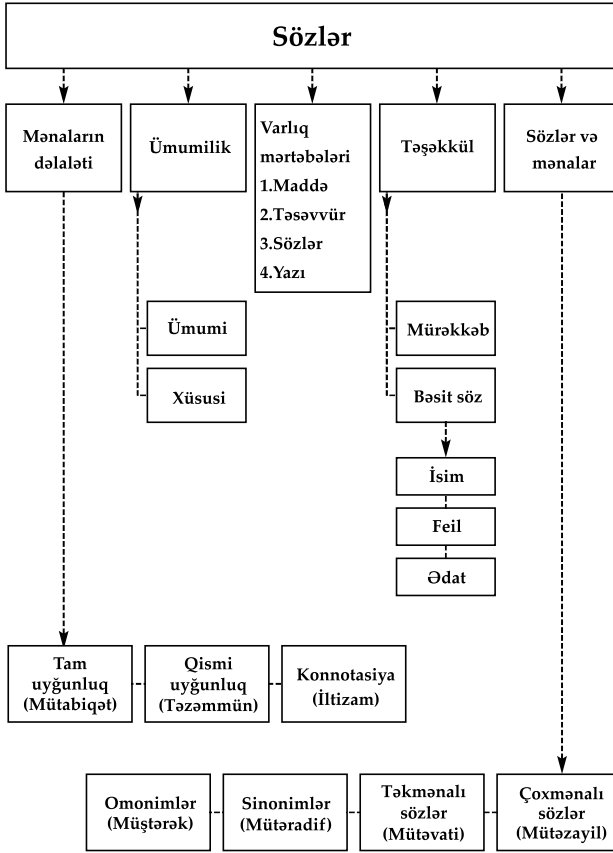 Sözlər
Mənaların
dəlaləti
Ümumilik
Varlıq
mərtəbələri
1.Maddə
2.Təsəvvür
3.Sözlər
4.Yazı
Təşəkkül
Sözlər və
mənalar
Ümumi
Xüsusi
Mürəkkəb
Bəsit söz
İsim
Feil
Ədat
Tam
uyğunluq
(Mütabiqət)
Qismi
uyğunluq
(Təzəmmün)
Konnotasiya
(İltizam)
Omonimlər
(Müştərək)
Sinonimlər
(Mütəradif)
Təkmənalı
sözlər
(Mütəvati)
Çoxmənalı
sözlər
(Mütəzayil)